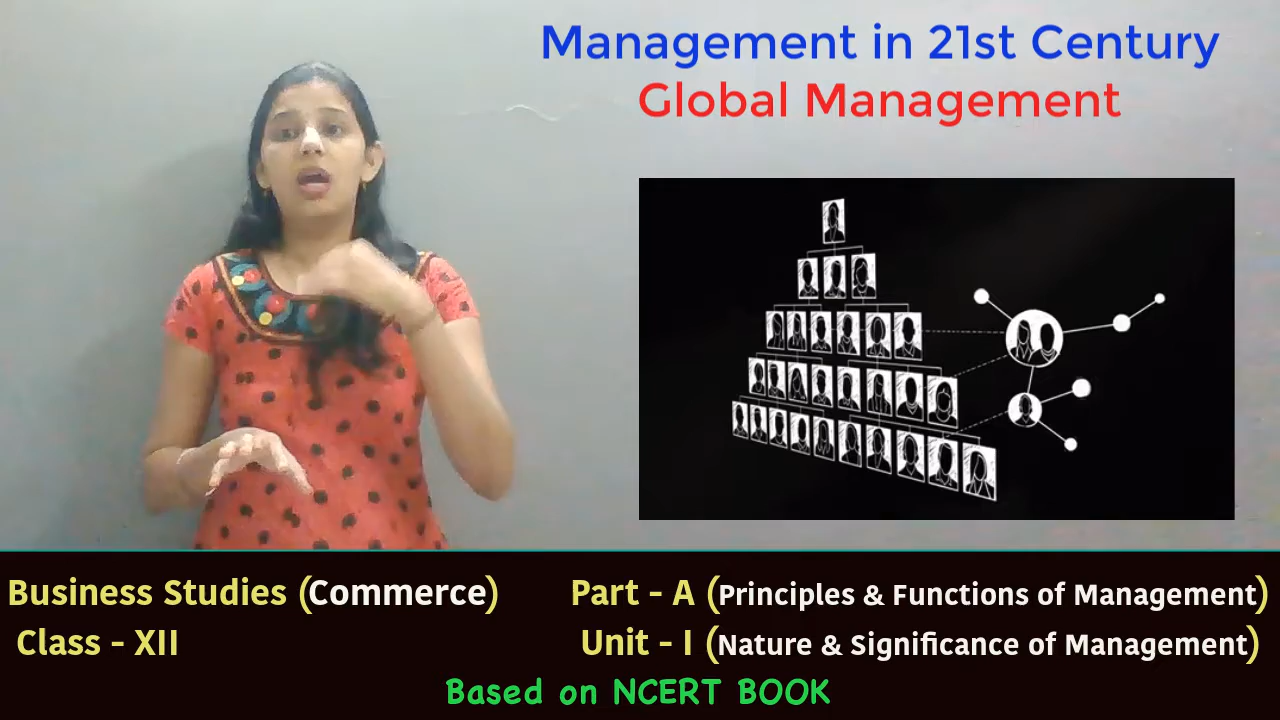 Management in 21st Century
Global Management
Business Studies (Commerce)
Class - XII
Part - A (Principles & Functions of Management)
Unit - I (Nature & Significance of Management)
Based on NCERT BOOK